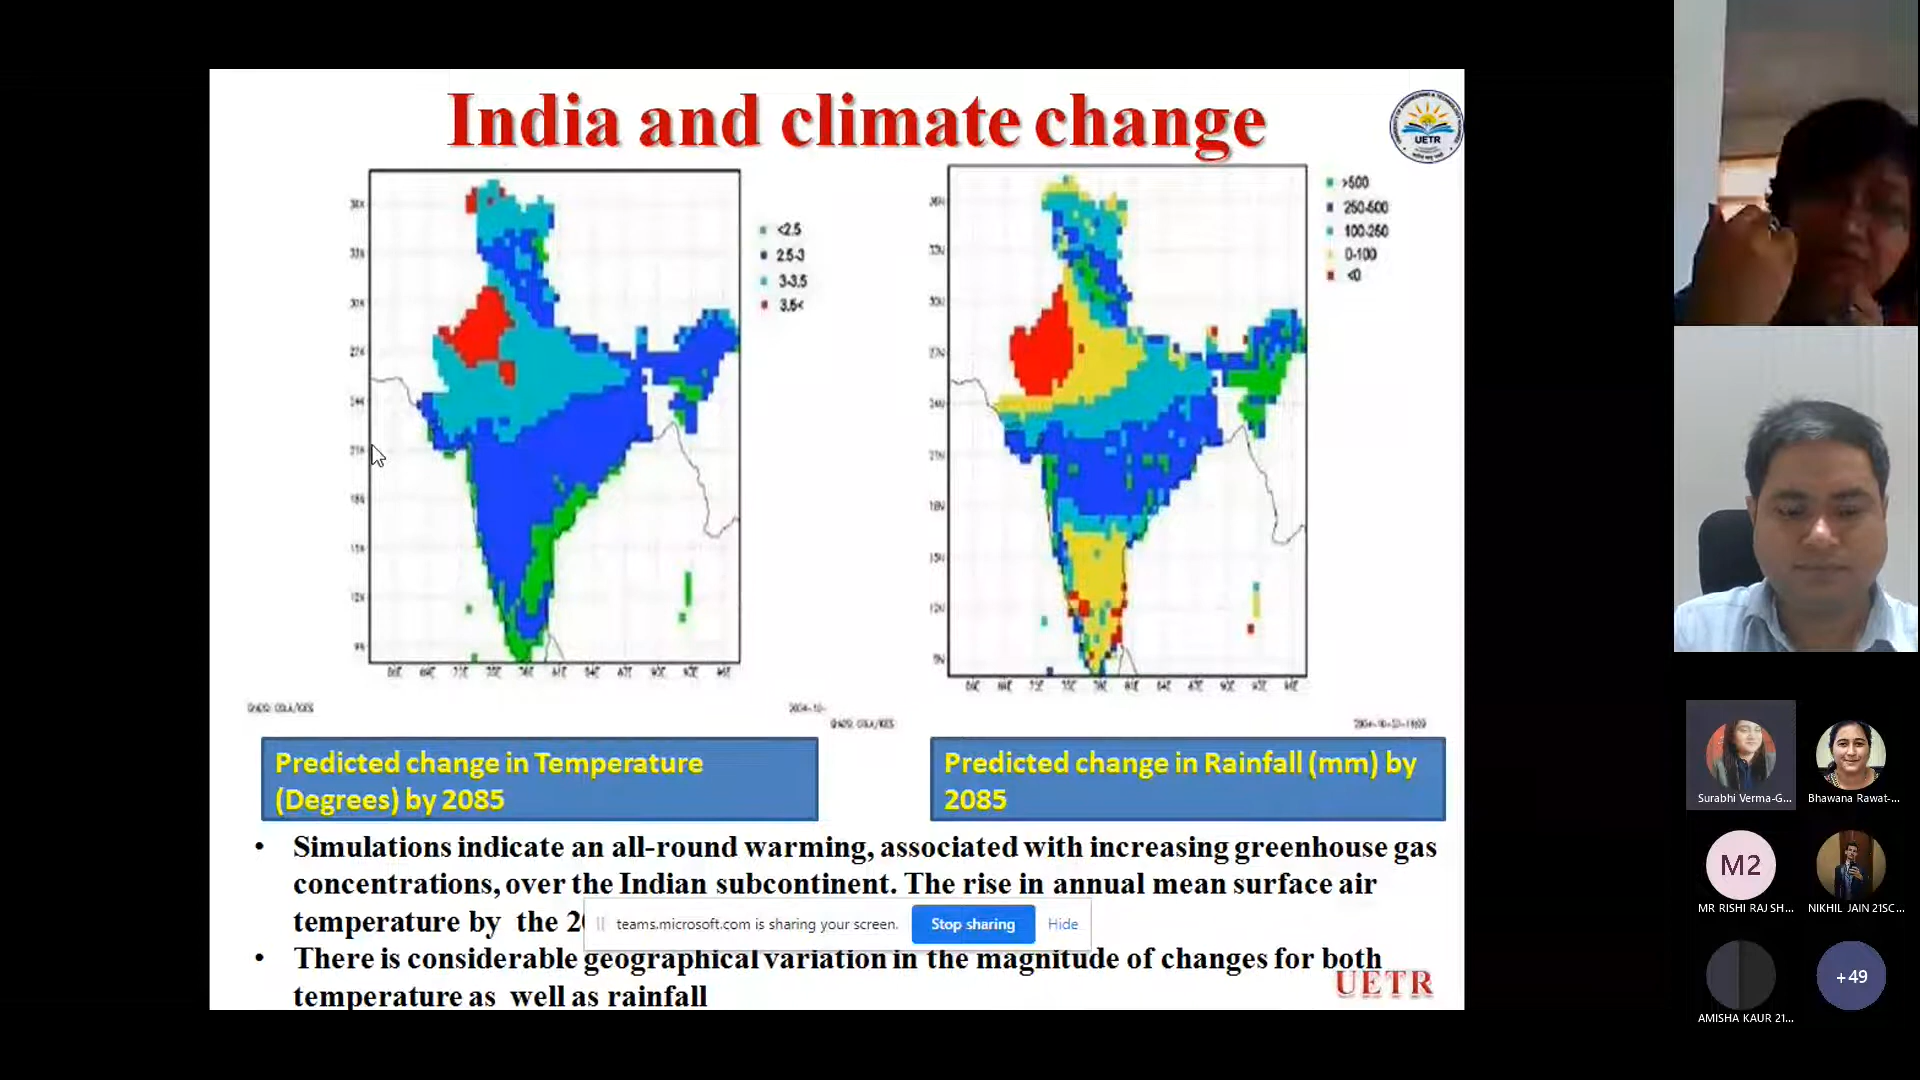 India and climate change
UETR
<2.5
2.5-3
3-3.5
3.5<
>500
250-500
100-250
0-100
<0
Predicted change in Temperature
(Degrees) by 2085
Predicted change in Rainfall (mm) by
2085
• Simulations indicate an all-round warming, associated with increasing greenhouse gas
concentrations, over the Indian subcontinent. The rise in annual mean surface air
temperature by the 2
teams.microsoft.com is sharing your screen.
Stop sharing
Hide
• There is considerable geographical variation in the magnitude of changes for both
temperature as well as rainfall
UETR
Surabhi Verma-G...
Bhawana Rawat-...
M2
MR RISHI RAJ SH...
NIKHIL JAIN 21SC...
+49
AMISHA KAUR 21...